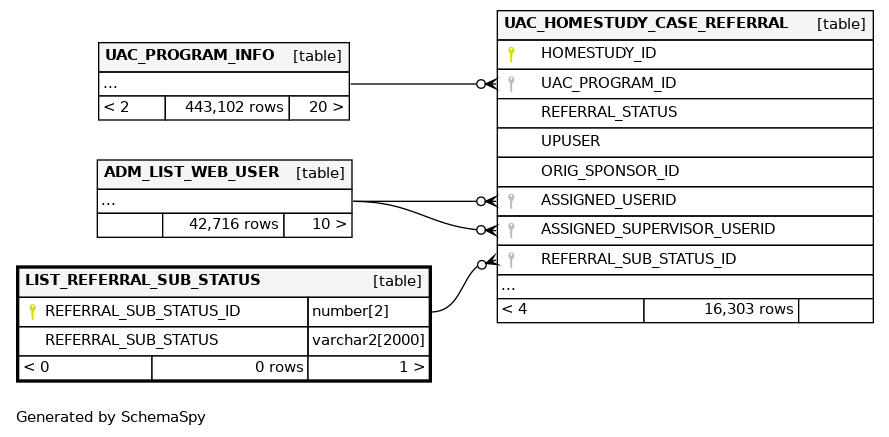 UAC_PROGRAM_INFO [table]
...
< 2 443,102 rows 20 >
ADM_LIST_WEB_USER [table]
...
42,716 rows 10 >
LIST_REFERRAL_SUB_STATUS [table]
REFERRAL_SUB_STATUS_ID number[2]
REFERRAL_SUB_STATUS varchar2[2000]
< 0 0 rows 1 >
UAC_HOMESTUDY_CASE_REFERRAL [table]
HOMESTUDY_ID
UAC_PROGRAM_ID
REFERRAL_STATUS
UPUSER
ORIG_SPONSOR_ID
ASSIGNED_USERID
ASSIGNED_SUPERVISOR_USERID
REFERRAL_SUB_STATUS_ID
...
< 4 16,303 rows
Generated by SchemaSpy